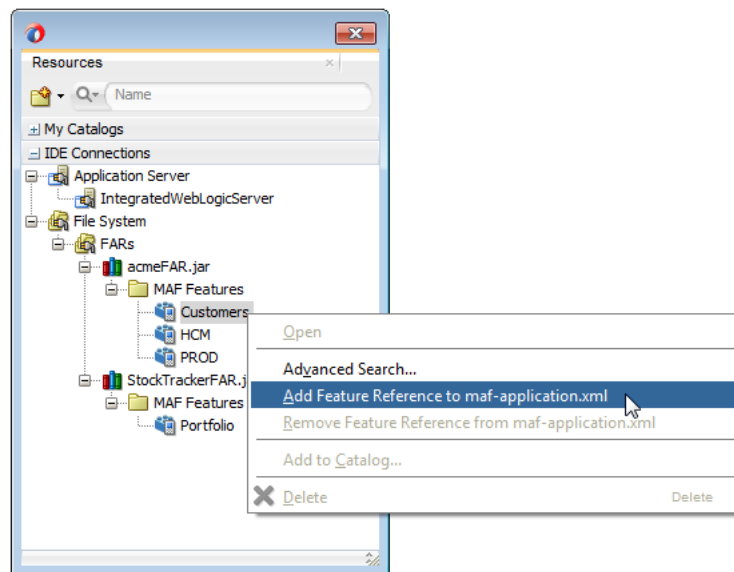 Resources
Name
My Catalogs
IDE Connections
Application Server
IntegratedWebLogicServer
File System
FARs
acmeFAR.jar
MAF Features
Customers
HCM
PROD
StockTrackerFAR.j
MAF Features
Portfolio
Open
Advanced Search...
Add Feature Reference to maf-application.xml
Remove Feature Reference from maf-application.xml
Add to Catalog...
Delete Delete